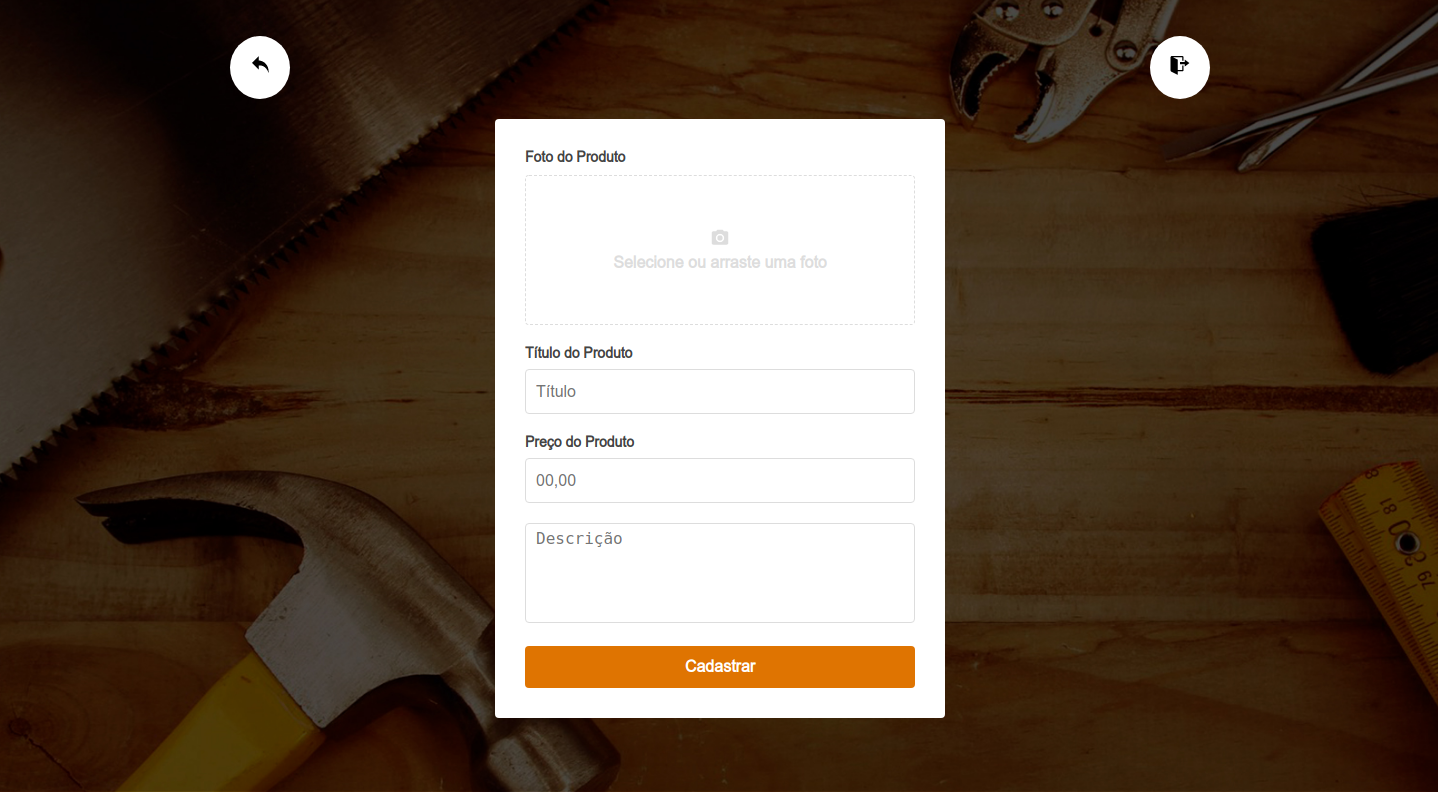 Foto do Produto
Selecione ou arraste uma foto
Título do Produto
Título
Preço do Produto
00,00
Descrição
Cadastrar